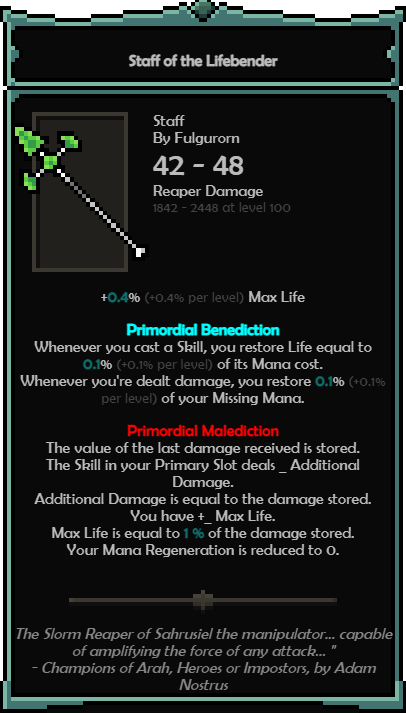 Staff of the Lifebender
Staff
By Fulgurorn
42 - 48
Reaper Damage
1842 - 2448 at level 100
+0.4% (+0.4% per level) Max Life
Primordial Benediction
Whenever you cast a Skill, you restore Life equal to
0.1% (+0.1% per level) of its Mana cost.
Whenever you're dealt damage, you restore 0.1% (+0.1%
per level) of your Missing Mana.
Primordial Malediction
The value of the last damage received is stored.
The Skill in your Primary Slot deals _ Additional
Damage.
Additional Damage is equal to the damage stored.
You have +_ Max Life.
Max Life is equal to 1 % of the damage stored.
Your Mana Regeneration is reduced to 0.
The Slorm Reaper of Sahrusiel the manipulator... capable
of amplifying the force of any attack... "
- Champions of Arah, Heroes or Impostors, by Adam
Nostrus